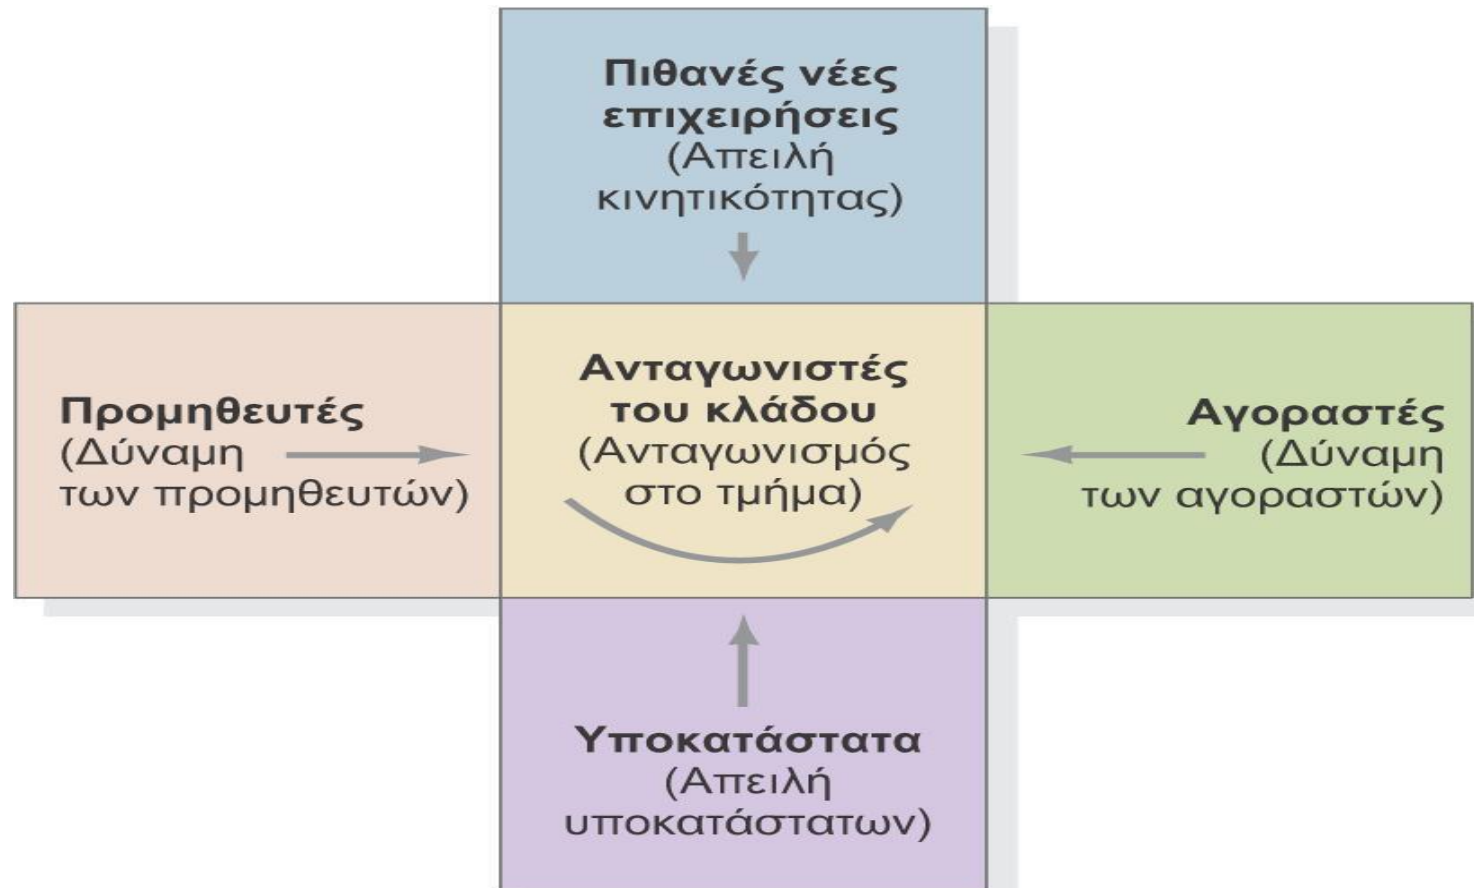 Πιθανές νέες
επιχειρήσεις
(Απειλή
κινητικότητας)
Προμηθευτές
(Δύναμη
των προμηθευτών)
Ανταγωνιστές
του κλάδου
(Ανταγωνισμός
στο τμήμα)
Αγοραστές
(Δύναμη
των αγοραστών)
Υποκατάστατα
(Απειλή
υποκατάστατων)